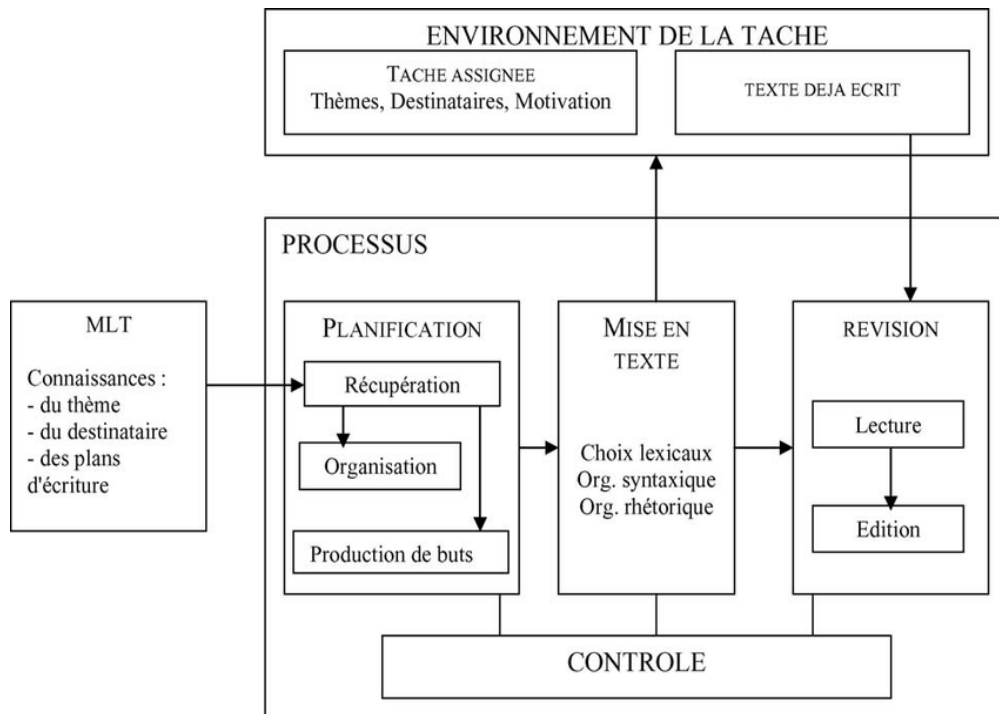 ENVIRONNEMENT DE LA TACHE
TACHE ASSIGNEE
Thèmes, Destinataires, Motivation
TEXTE DEJA ECRIT
PROCESSUS
MLT
Connaissances :
- du thème
- du destinataire
- des plans
d'écriture
PLANIFICATION
Récupération
Organisation
Production de buts
MISE EN
TEXTE
Choix lexicaux
Org. syntaxique
Org. rhétorique
REVISION
Lecture
Edition
CONTROLE